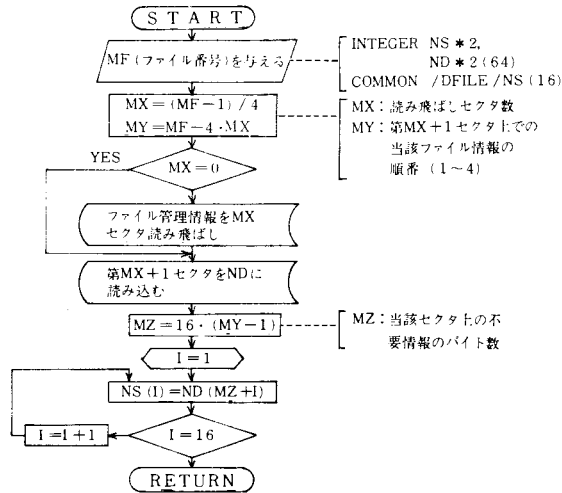 START
MF(ファイル番号)を与える
INTEGER NS*2,
ND*2(64)
COMMON /DFILE/NS(16)
MX=(MF-1)/4
MY=MF-4·MX
MX:読み飛ばしセクタ数
MY:第MX+1セクタ上での
当該ファイル情報の
順番(1~4)
YES
MX=0
ファイル管理情報をMX
セクタ読み飛ばし
第MX+1セクタをNDに
読み込む
MZ=16·(MY-1)
MZ:当該セクタ上の不
要情報のバイト数
I=1
NS(I)=ND(MZ+I)
I=I+1
I=16
RETURN